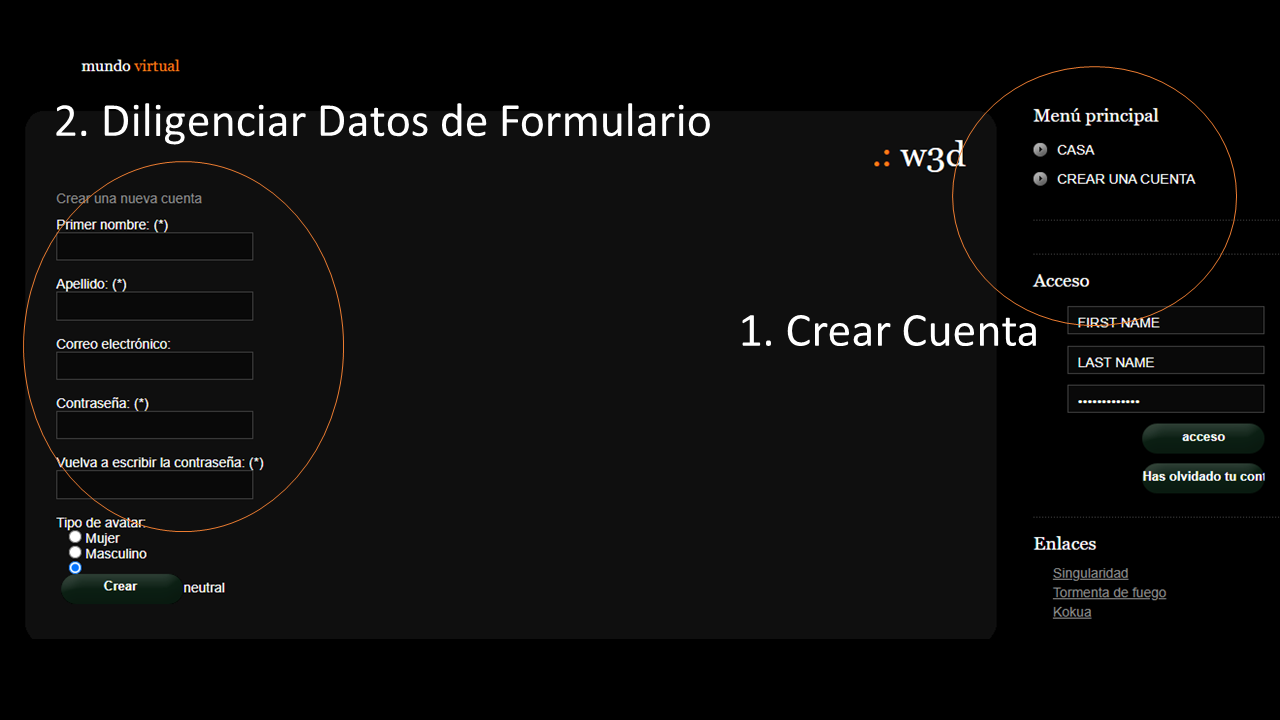 mundo virtual
2. Diligenciar Datos de Formulario
.: w3d
Crear una nueva cuenta
Primer nombre: (*)
Apellido: (*)
Correo electrónico:
Contraseña: (*)
Vuelva a escribir la contraseña: (*)
Tipo de avatar:
Mujer
Masculino
Crear neutral
1. Crear Cuenta
Menú principal
CASA
CREAR UNA CUENTA
Acceso
FIRST NAME
LAST NAME
•••••••••••••
acceso
Has olvidado tu cont
Enlaces
Singularidad
Tormenta de fuego
Kokua